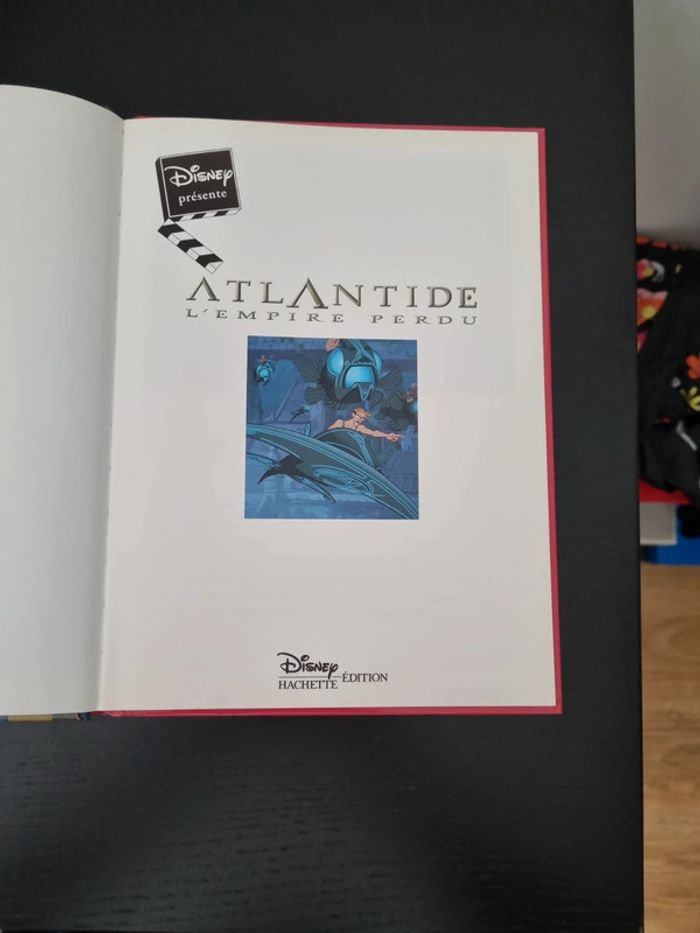 Disney
présente
ATLANTIDE
L'EMPIRE PERDU
Disney
HACHETTE ÉDITION